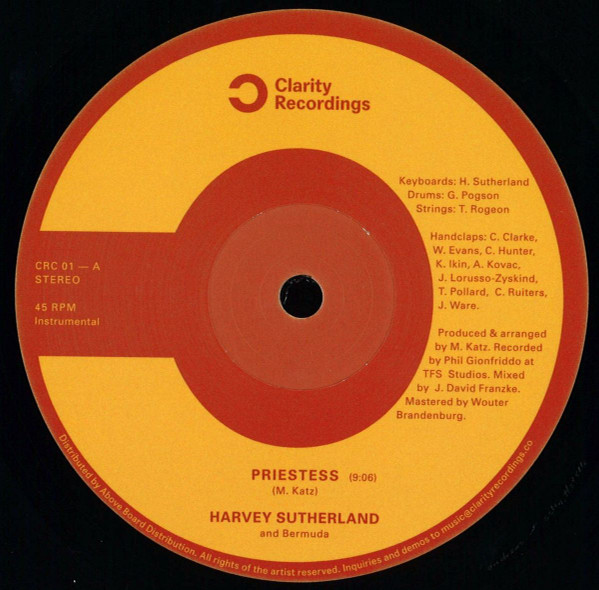 Clarity
Recordings
Keyboards: H. Sutherland
Drums: G. Pogson
Strings: T. Rogeon
Handclaps: C. Clarke,
W. Evans, C. Hunter,
K. Ikin, A. Kovac,
J. Lorusso-Zyskind,
T. Pollard, C. Ruiters,
J. Ware.
CRC 01 — A
STEREO
45 RPM
Instrumental
Produced & arranged
by M. Katz. Recorded
by Phil Gionfriddo at
TFS Studios. Mixed
by J. David Franzke.
Mastered by Wouter
Brandenburg.
PRIESTESS (9:06)
(M. Katz)
HARVEY SUTHERLAND
and Bermuda
Distributed by Above Board Distribution. All rights of the artist reserved. Inquiries and demos to music@clarityrecordings.co